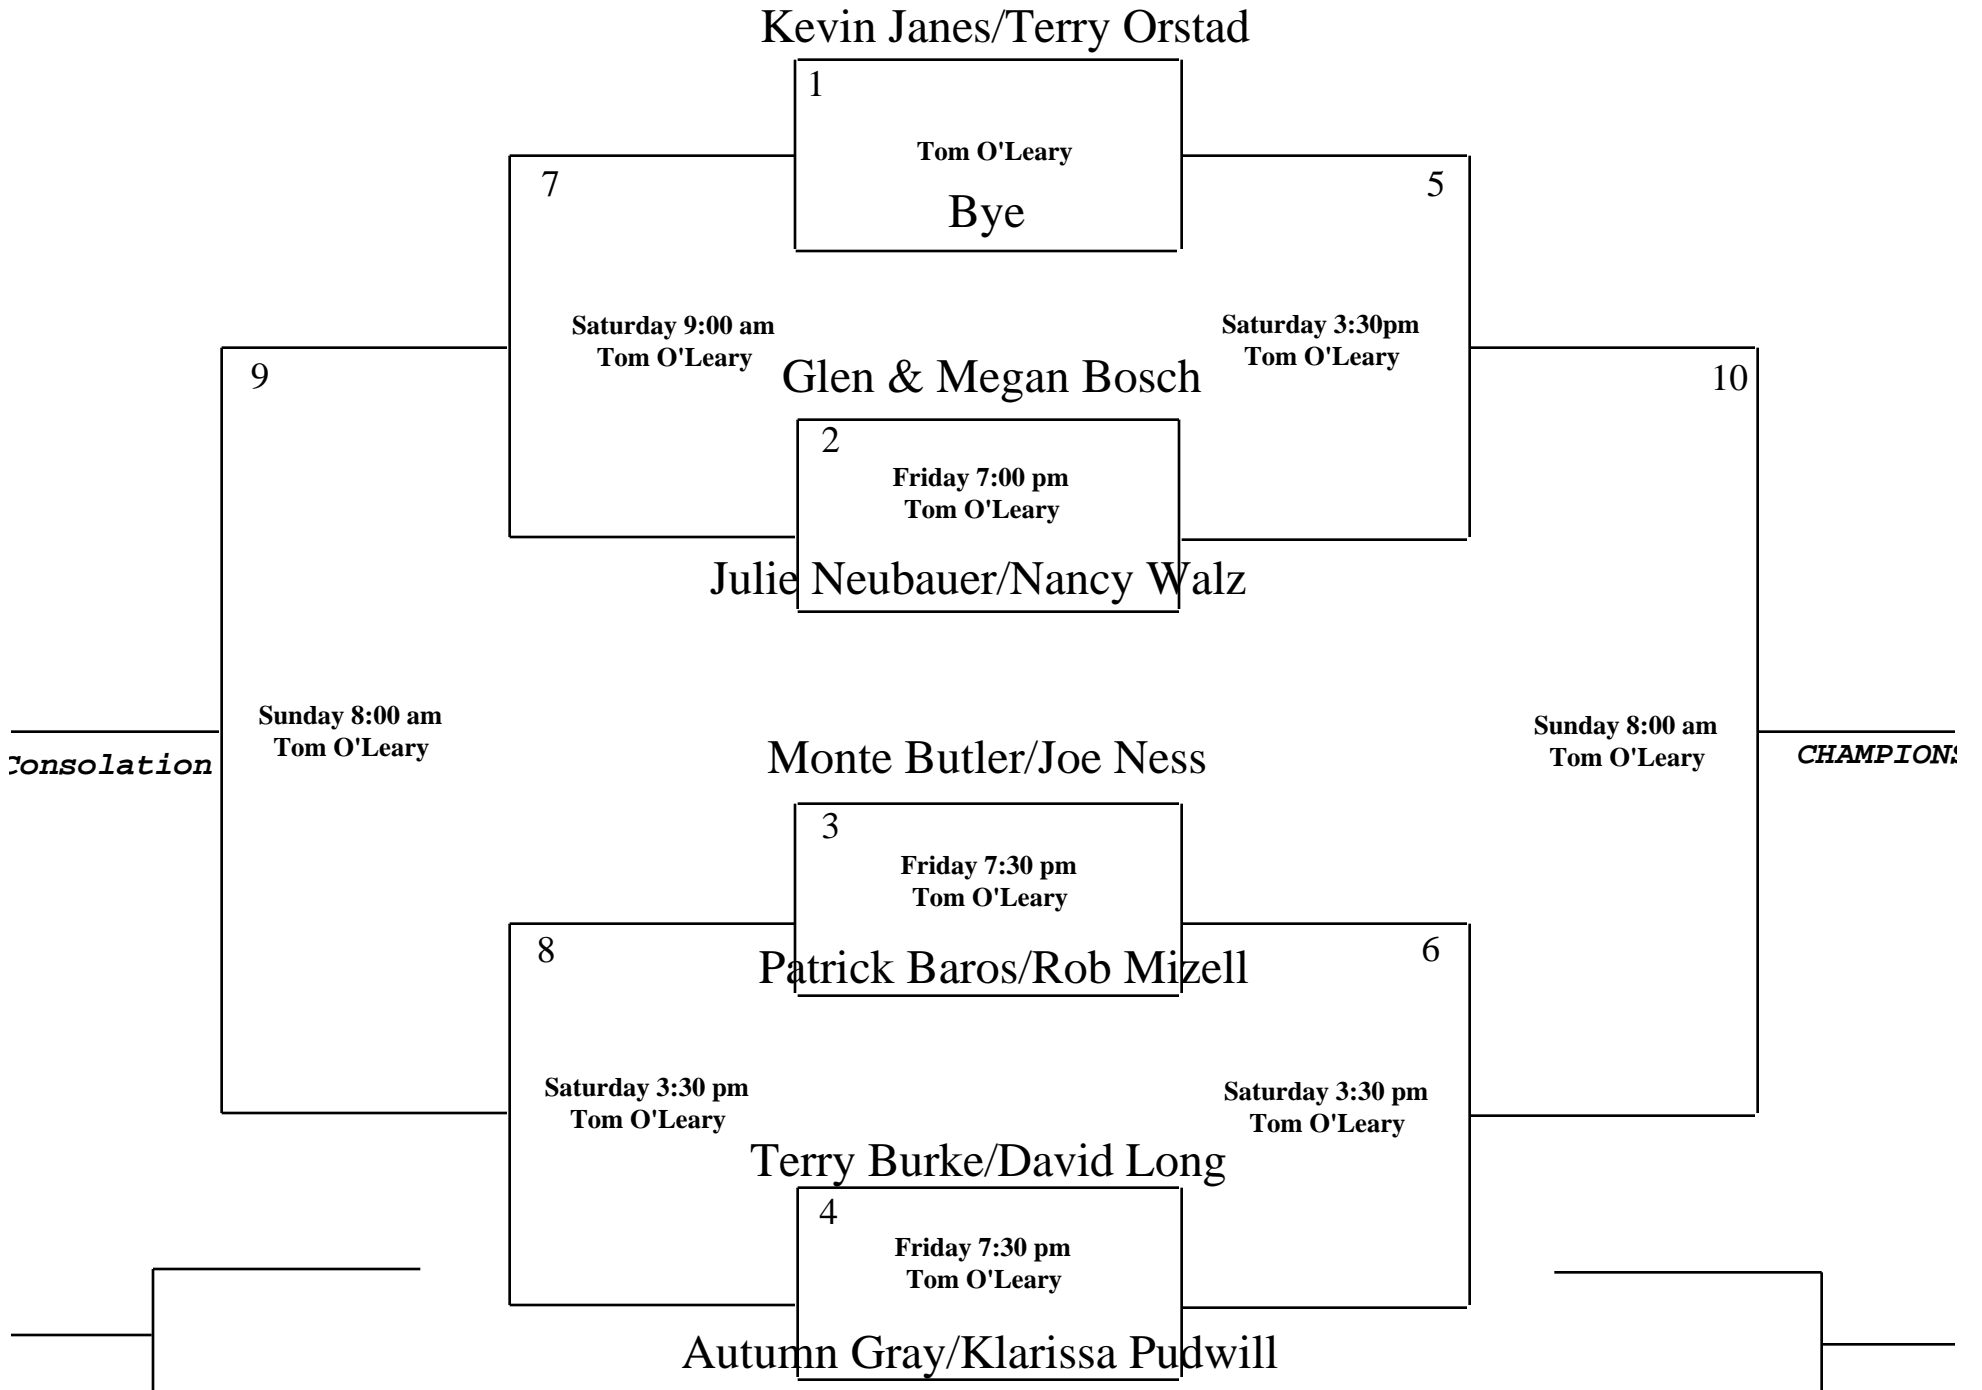 Kevin Janes/Terry Orstad
1
Tom O'Leary
7
5
Bye
Saturday 9:00 am
Tom O'Leary
Saturday 3:30pm
Tom O'Leary
9
Glen & Megan Bosch
10
2
Friday 7:00 pm
Tom O'Leary
Julie Neubauer/Nancy Walz
Sunday 8:00 am
Tom O'Leary
Sunday 8:00 am
Tom O'Leary
Consolation
Monte Butler/Joe Ness
CHAMPIONS
3
Friday 7:30 pm
Tom O'Leary
8
6
Patrick Baros/Rob Mizell
Saturday 3:30 pm
Tom O'Leary
Saturday 3:30 pm
Tom O'Leary
Terry Burke/David Long
4
Friday 7:30 pm
Tom O'Leary
Autumn Gray/Klarissa Pudwill